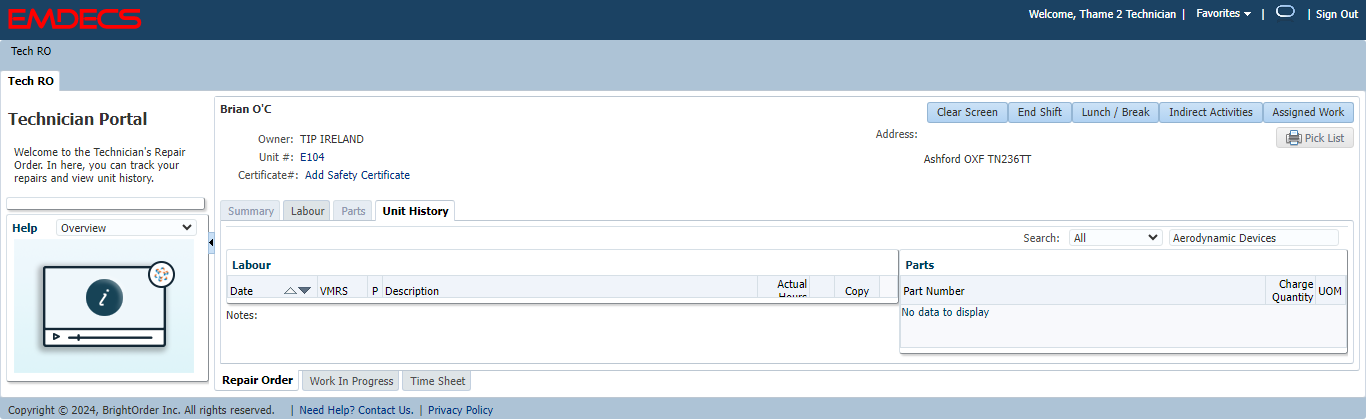 EMDECS
Welcome, Thame 2 Technician | Favorites | | Sign Out
Tech RO
Tech RO
Technician Portal
Welcome to the Technician's Repair
Order. In here, you can track your
repairs and view unit history.
Help Overview
i
Brian O'C
Clear Screen End Shift Lunch / Break Indirect Activities Assigned Work
Owner: TIP IRELAND
Address:
Pick List
Unit #: E104
Ashford OXF TN236TT
Certificate#: Add Safety Certificate
Summary Labour Parts Unit History
Search: All Aerodynamic Devices
Labour
Date VMRS P Description Actual Hours Copy
Notes:
Parts
Part Number Charge Quantity UOM
No data to display
Repair Order Work In Progress Time Sheet
Copyright © 2024, BrightOrder Inc. All rights reserved. | Need Help? Contact Us. | Privacy Policy